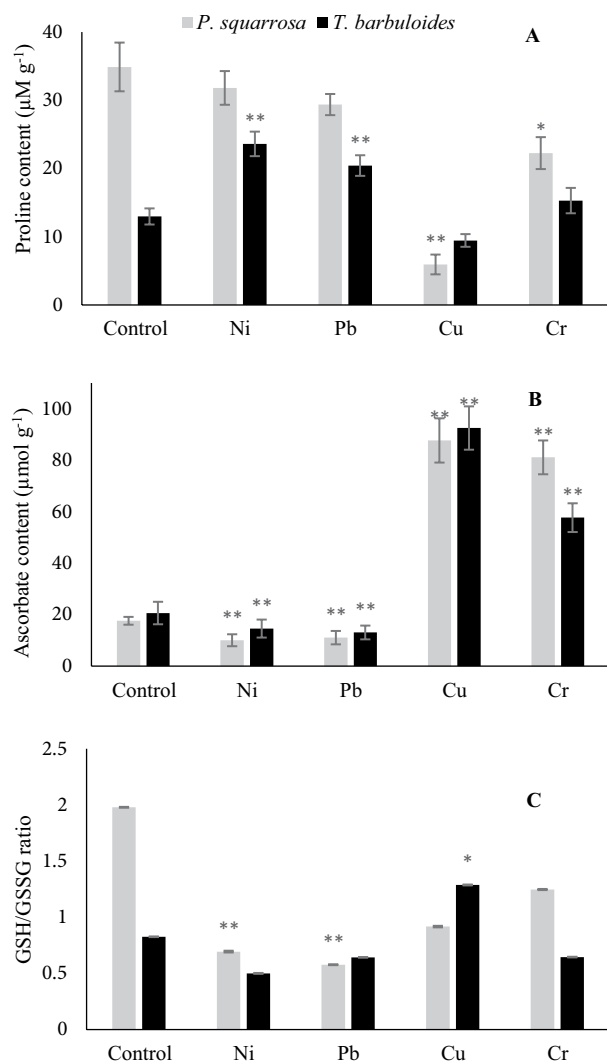 P. squarrosa T. barbuloides
A
Proline content (µM g⁻¹)
40
30
20
10
0
** ** ** *
Control Ni Pb Cu Cr
B
Ascorbate content (µmol g⁻¹)
100
80
60
40
20
0
** ** ** ** ** ** ** **
Control Ni Pb Cu Cr
C
GSH/GSSG ratio
2.5
2
1.5
1
0.5
0
** ** *
Control Ni Pb Cu Cr